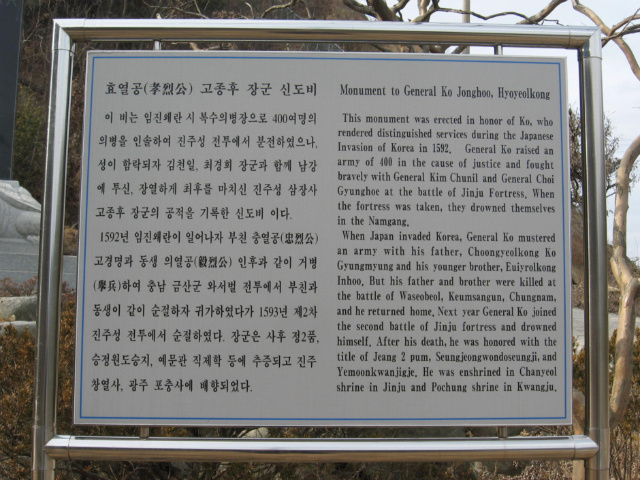 효열공(孝烈公) 고종후 장군 신도비
이 비는 임진왜란 시 복수의병장으로 400여명의
의병을 인솔하여 진주성 전투에서 분전하였으나,
성이 함락되자 김천일, 최경회 장군과 함께 남강
에 투신, 장열하게 최후를 마치신 진주성 삼장사
고종후 장군의 공적을 기록한 신도비 이다.
1592년 임진왜란이 일어나자 부친 충열공(忠烈公)
고경명과 동생 의열공(毅烈公) 인후과 같이 거병
(擧兵)하여 충남 금산군 와서벌 전투에서 부친과
동생이 같이 순절하자 귀가하였다가 1593년 제2차
진주성 전투에서 순절하였다. 장군은 사후 정2품,
승정원도승지, 예문관 직제학 등에 추증되고 진주
창열사, 광주 포충사에 배향되었다.
Monument to General Ko Jonghoo, Hyoyeolkong
This monument was erected in honor of Ko, who
rendered distinguished services during the Japanese
Invasion of Korea in 1592. General Ko raised an
army of 400 in the cause of justice and fought
bravely with General Kim Chunil and General Choi
Gyunghoe at the battle of Jinju Fortress. When
the fortress was taken, they drowned themselves
in the Namgang.
When Japan invaded Korea, General Ko mustered
an army with his father, Choongyeolkong Ko
Gyungmyung and his younger brother, Euiyrolkong
Inhoo, But his father and brother were killed at
the battle of Waseobeol, Keumsangun, Chungnam,
and he returned home. Next year General Ko joined
the second battle of Jinju fortress and drowned
himself. After his death, he was honored with the
title of Jeang 2 pum, Seungjeongwondoseungji, and
Yemoonkwanjigje. He was enshrined in Chanyeol
shrine in Jinju and Pochung shrine in Kwangju.